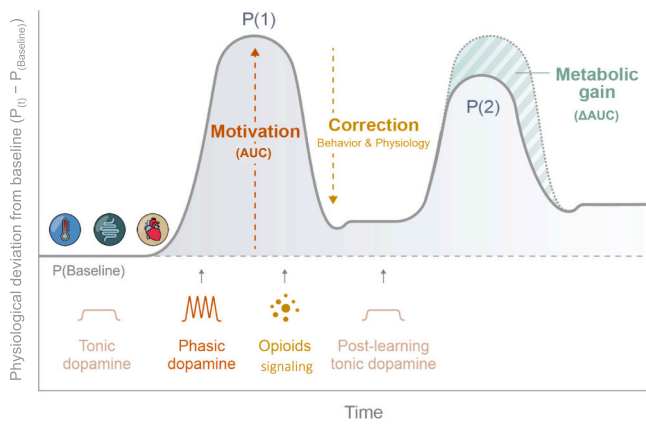 Physiological deviation from baseline (P(t) – P(Baseline))
P(1)
Motivation
(AUC)
Correction
Behavior & Physiology
P(2)
Metabolic
gain
(ΔAUC)
P(Baseline)
Tonic
dopamine
Phasic
dopamine
Opioids
signaling
Post-learning
tonic dopamine
Time